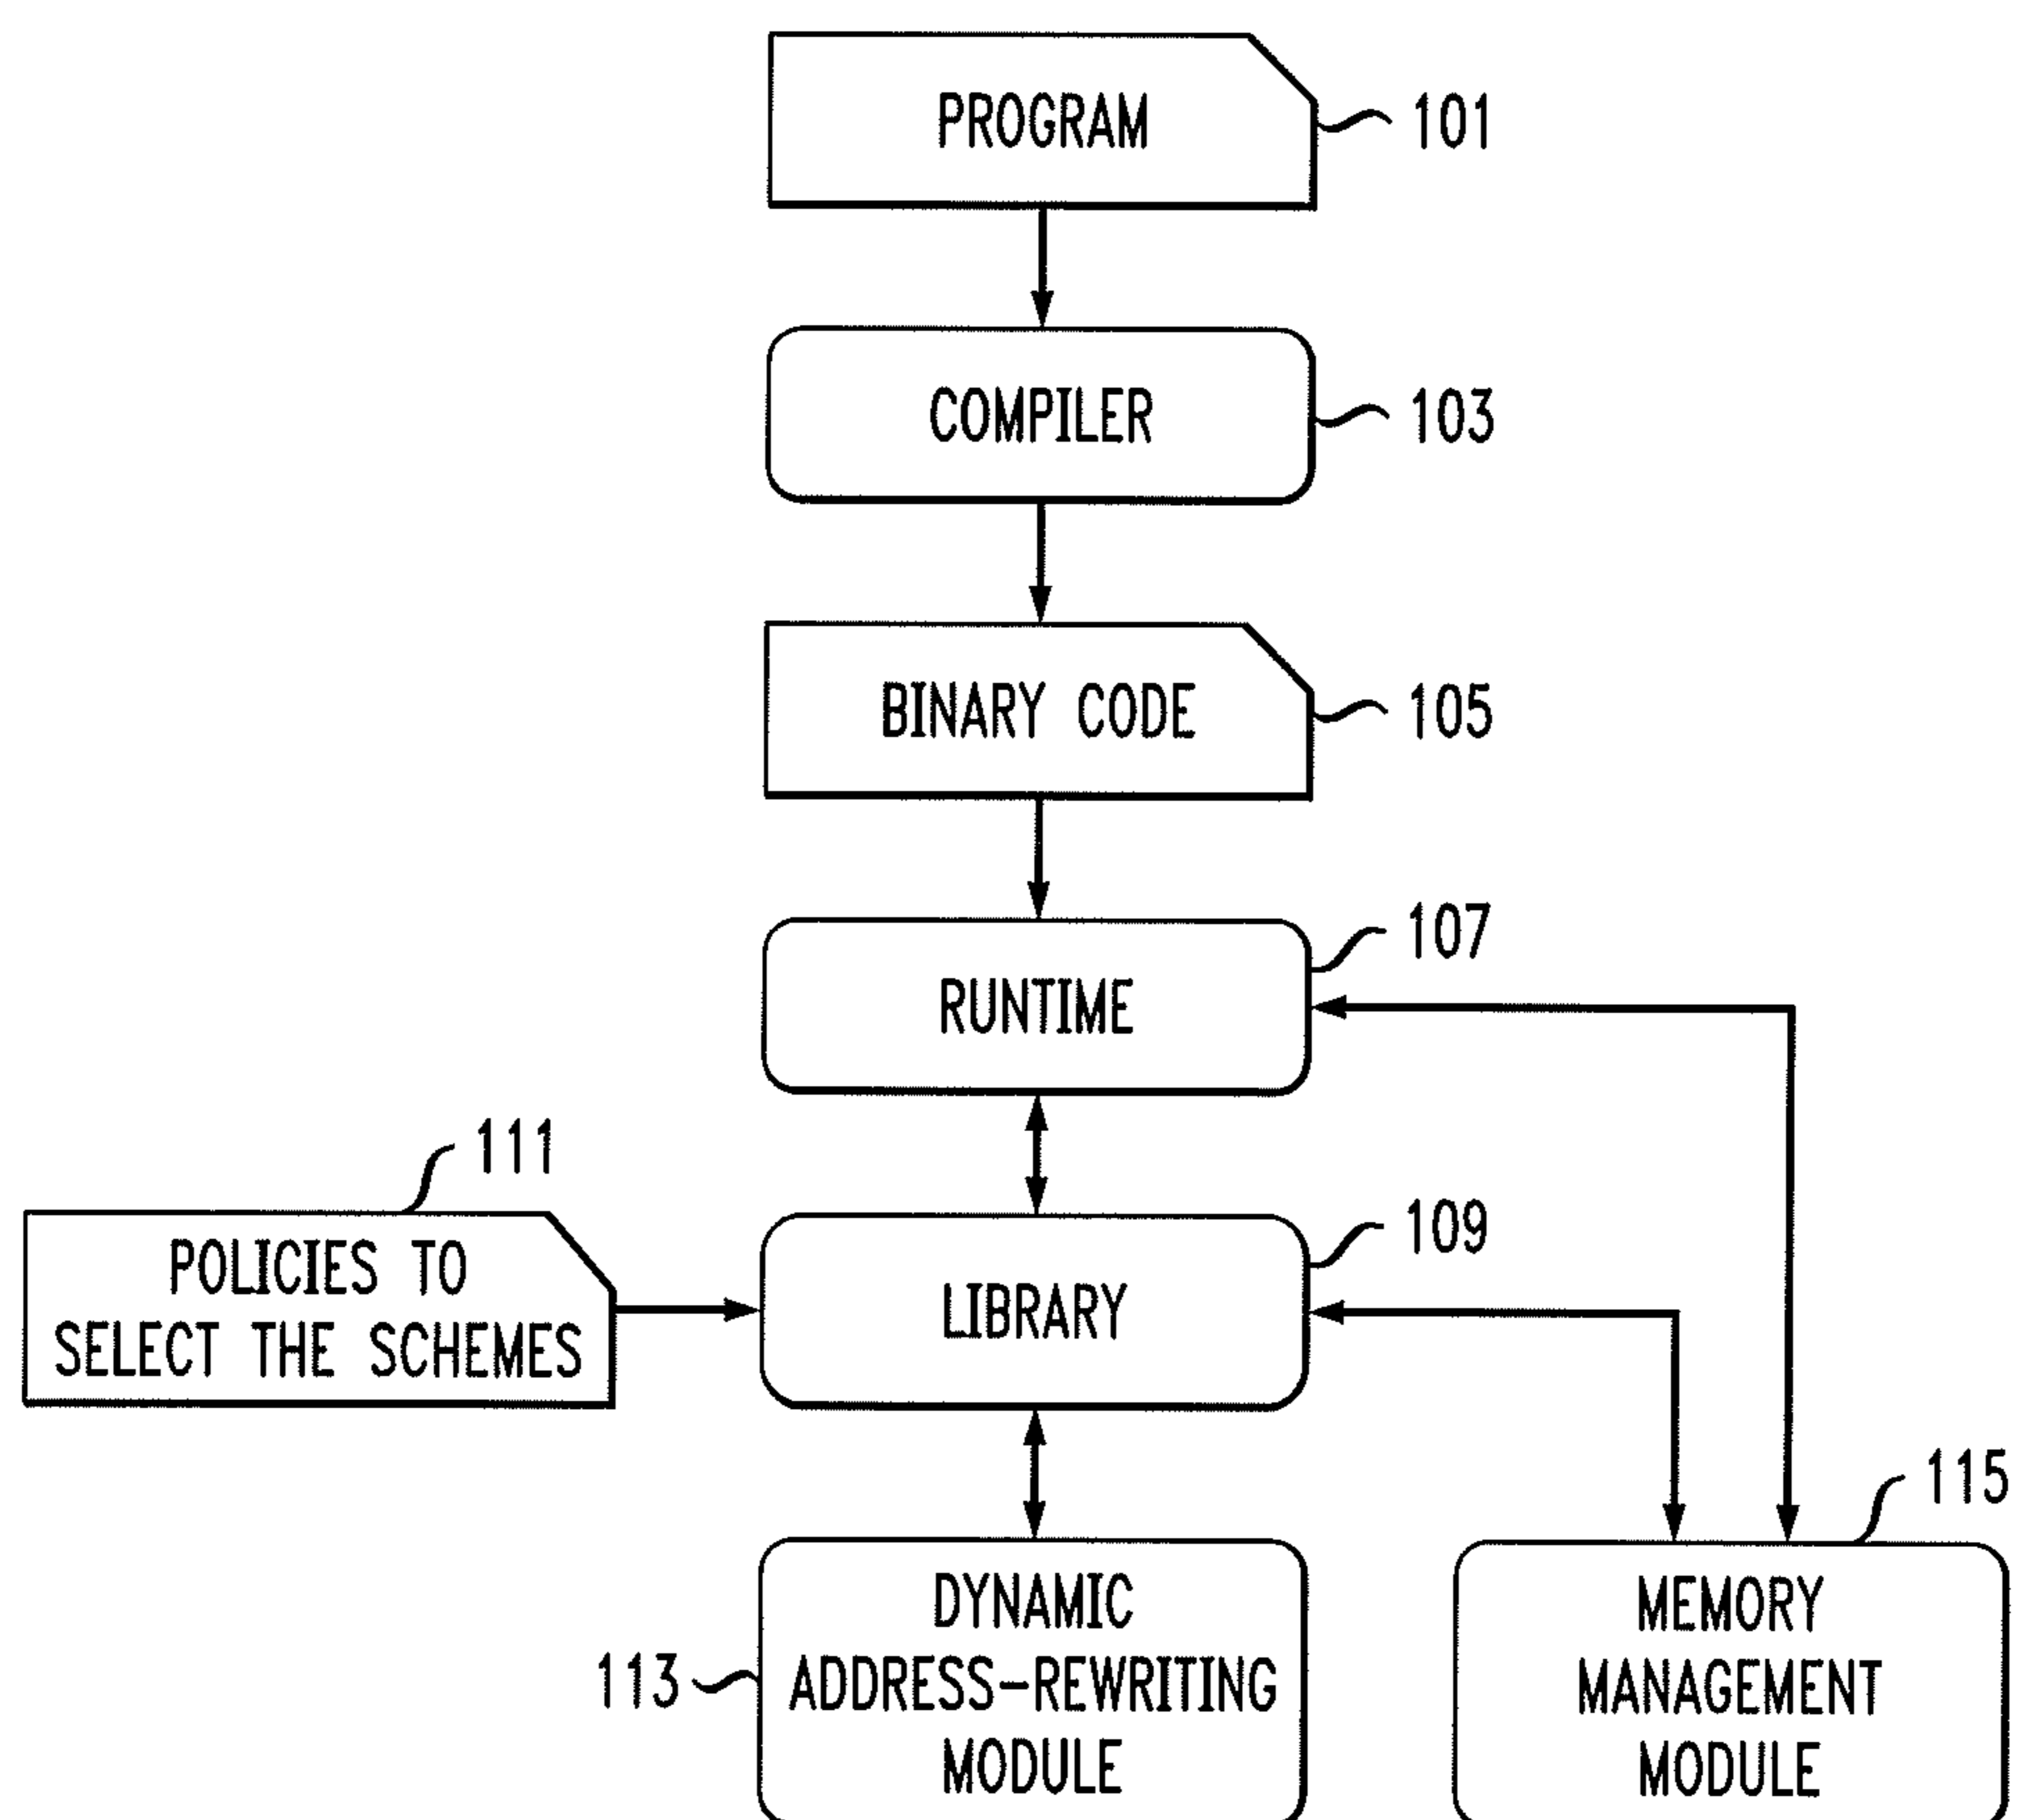 PROGRAM
101
COMPILER
103
BINARY CODE
105
107
RUNTIME
111
POLICIES TO
SELECT THE SCHEMES
109
LIBRARY
113
DYNAMIC
ADDRESS-REWRITING
MODULE
115
MEMORY
MANAGEMENT
MODULE